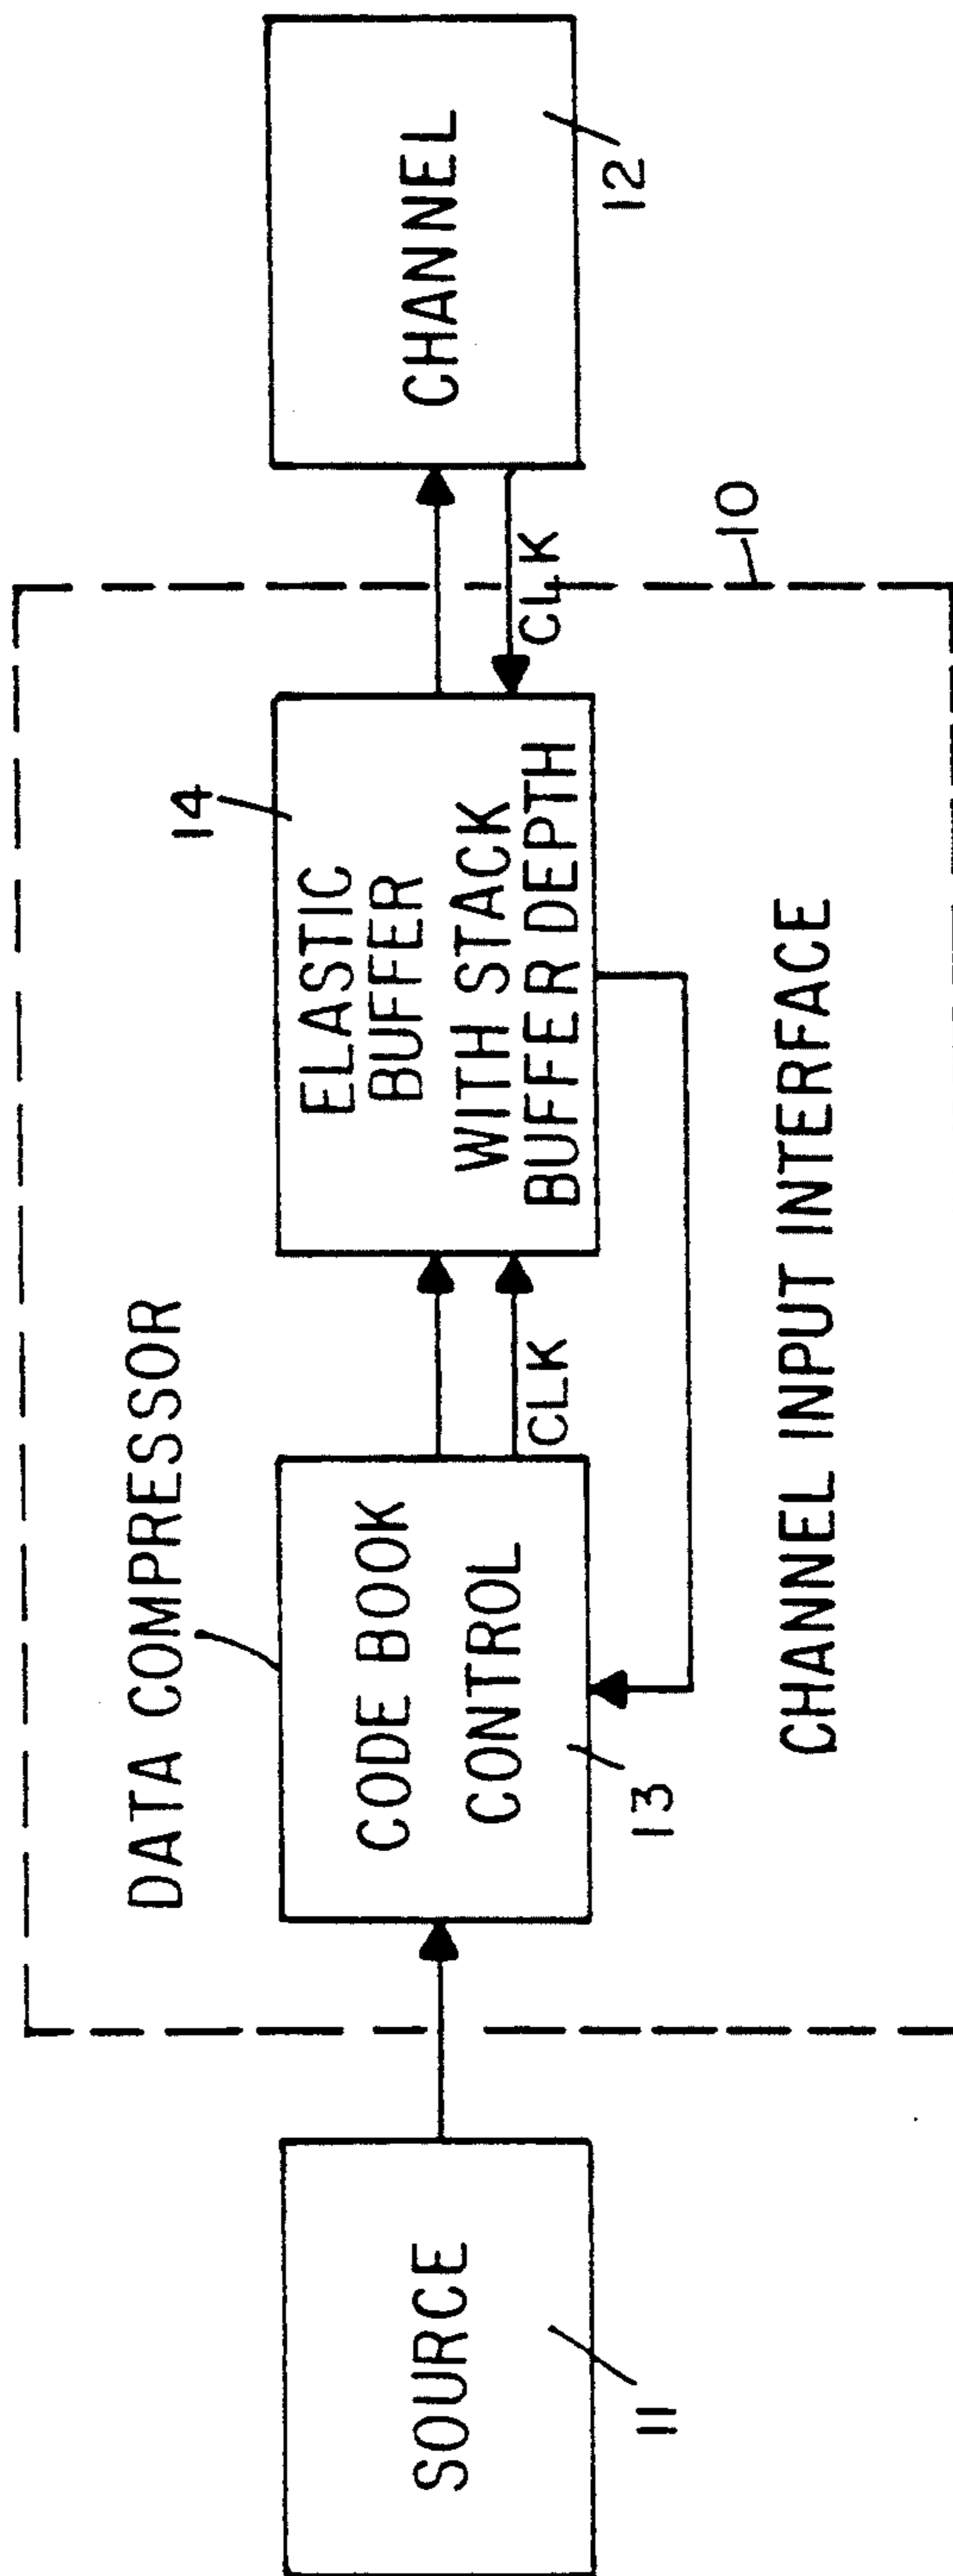 DATA COMPRESSOR
14
SOURCE
11
CODE BOOK
CONTROL
13
CLK
ELASTIC
BUFFER
WITH STACK
BUFFER DEPTH
CLK
10
CHANNEL
12
CHANNEL INPUT INTERFACE